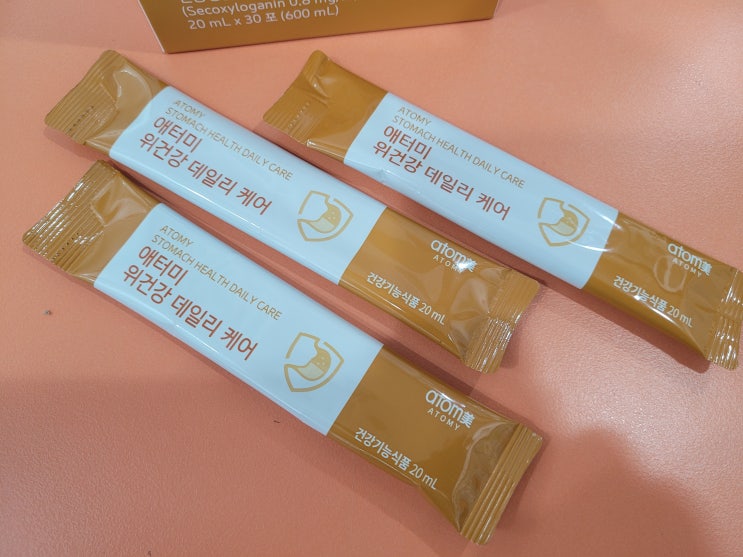 (Secoxyloganin 0.8 mg/
20 mL x 30 포 (600 mL)
ATOMY
STOMACH HEALTH DAILY CARE
애터미
위건강 데일리 케어
atom美
ATOMY
건강기능식품 20 mL
ATOMY
STOMACH HEALTH DAILY CARE
애터미
위건강 데일리 케어
atom美
ATOMY
건강기능식품 20 mL
ATOMY
STOMACH HEALTH DAILY CARE
애터미
위건강 데일리 케어
atom美
ATOMY
건강기능식품 20 mL